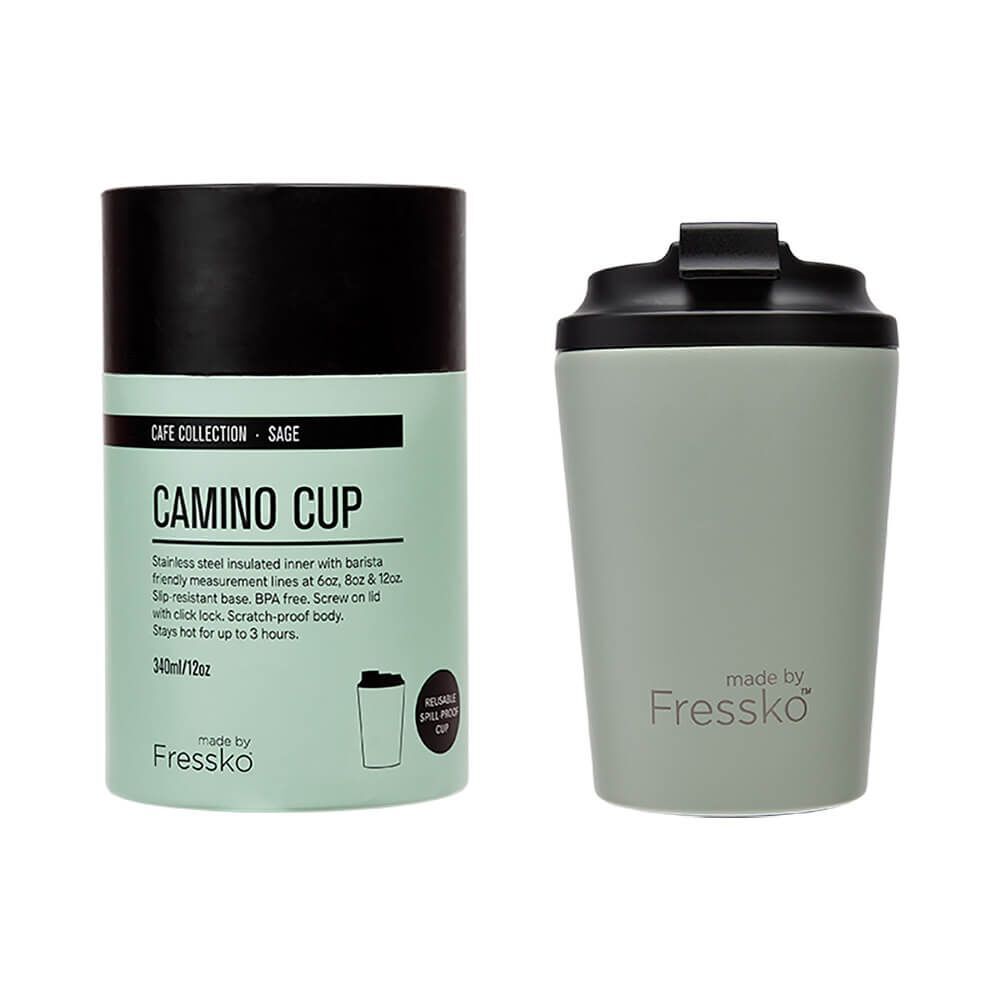 CAFE COLLECTION · SAGE
CAMINO CUP
Stainless steel insulated inner with barista
friendly measurement lines at 6oz, 8oz & 12oz.
Slip-resistant base. BPA free. Screw on lid
with click lock. Scratch-proof body.
Stays hot for up to 3 hours.
340ml/12oz
REUSABLE
SPILL PROOF
CUP
made by
Fressko
made by
Fressko™